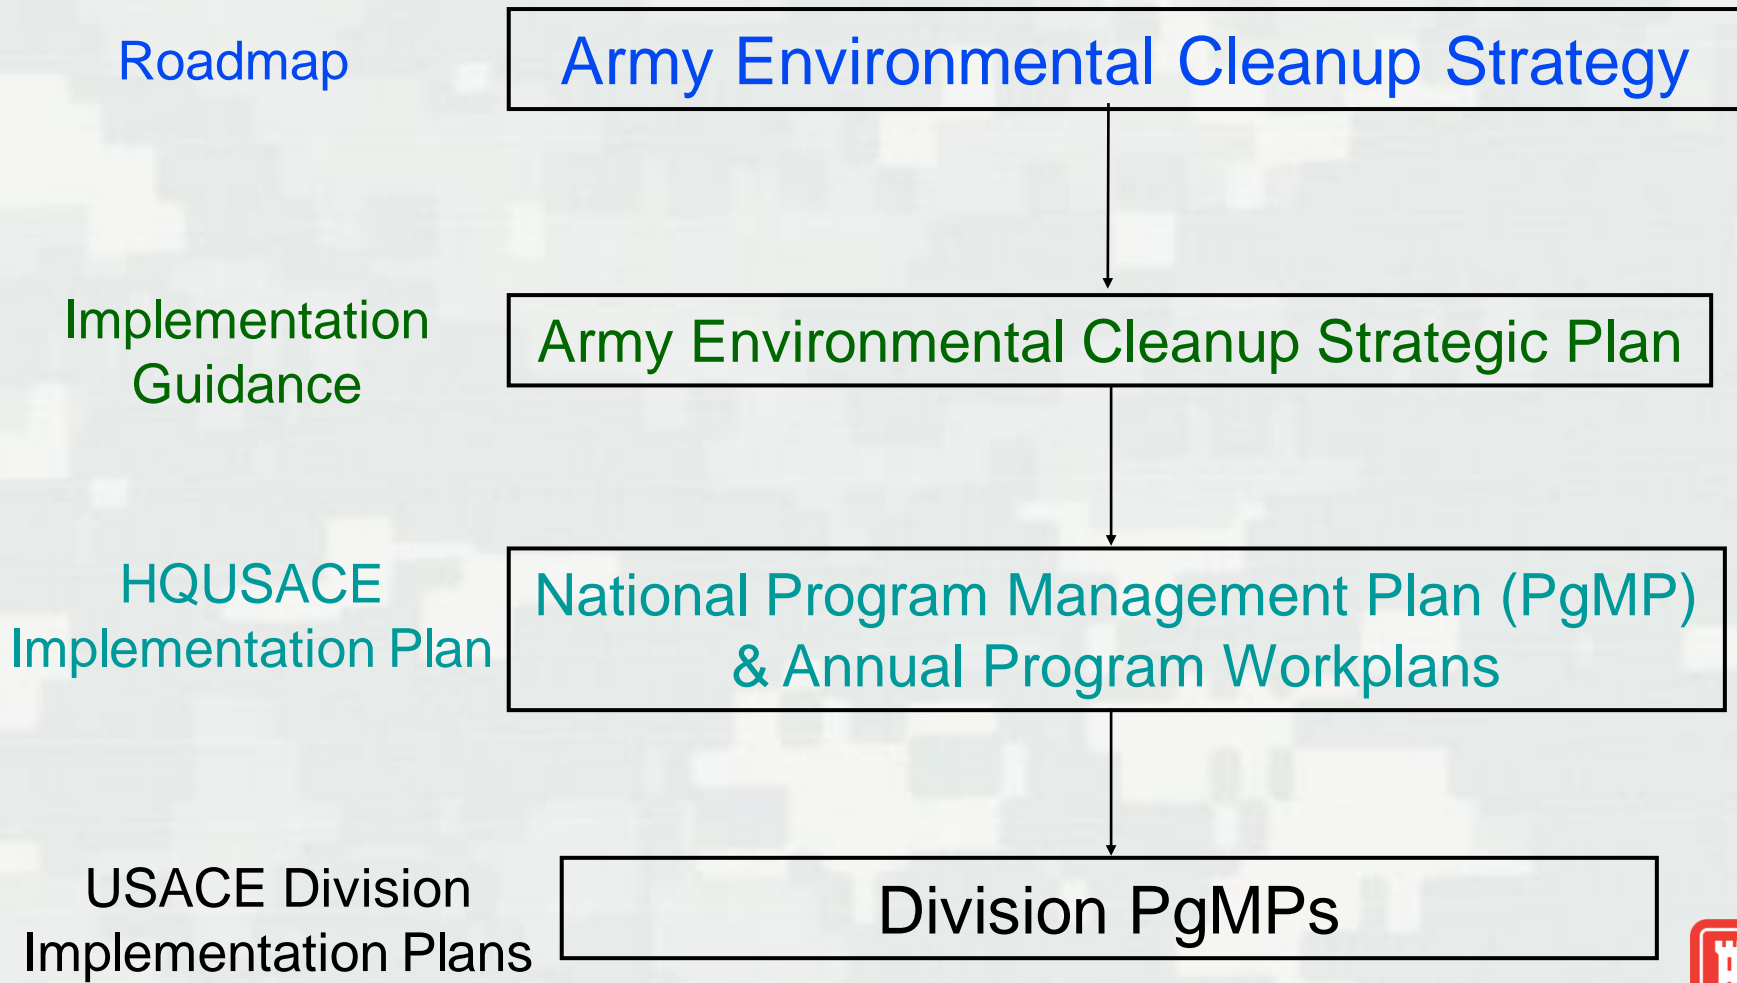 Roadmap
Army Environmental Cleanup Strategy
Implementation
Guidance
Army Environmental Cleanup Strategic Plan
HQUSACE
Implementation Plan
National Program Management Plan (PgMP)
& Annual Program Workplans
USACE Division
Implementation Plans
Division PgMPs